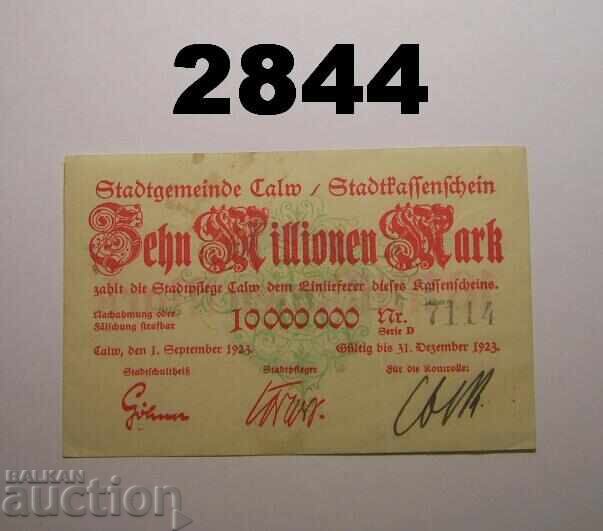 2844
Stadtgemeinde Calw / Stadtkassenschein
Zehn Millionen Mark
zahlt die Stadtpflege Calw dem Einlieferer dieses Kassenscheins.
Nachahmung oder
Fälschung strafbar
10000000 Nr. 7114
Serie D
Calw, den 1. September 1923.
Gültig bis 31. Dezember 1923.
Stadtschultheiß
Stadtpfleger
Für die Kontrolle:
BALKAN
auction